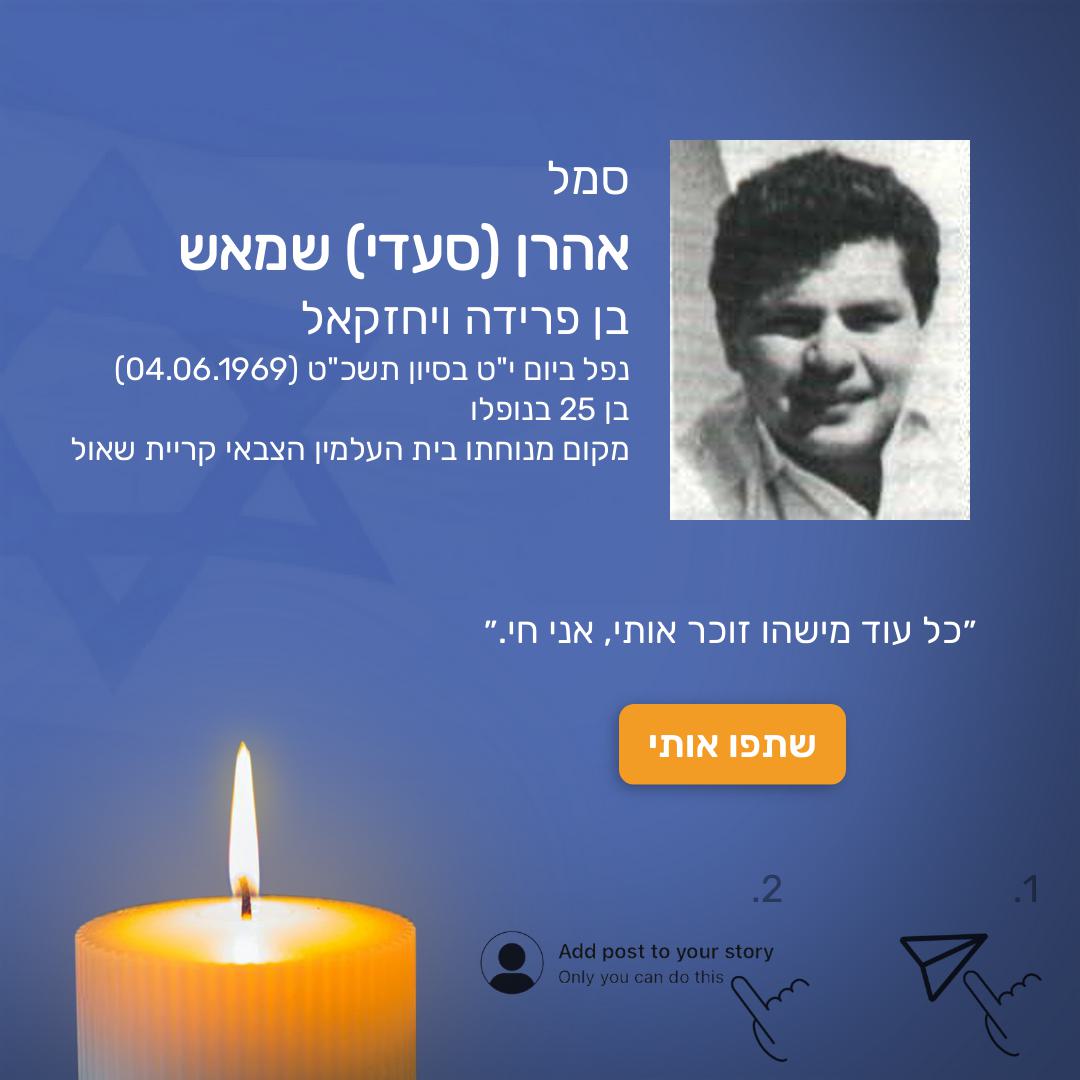 סמל
אהרן (סעדי) שמאש
בן פרידה ויחזקאל
נפל ביום י"ט בסיון תשכ"ט (04.06.1969)
בן 25 בנופלו
מקום מנוחתו בית העלמין הצבאי קריית שאול
״כל עוד מישהו זוכר אותי, אני חי.״
שתפו אותי
1.
2.
Add post to your story
Only you can do this